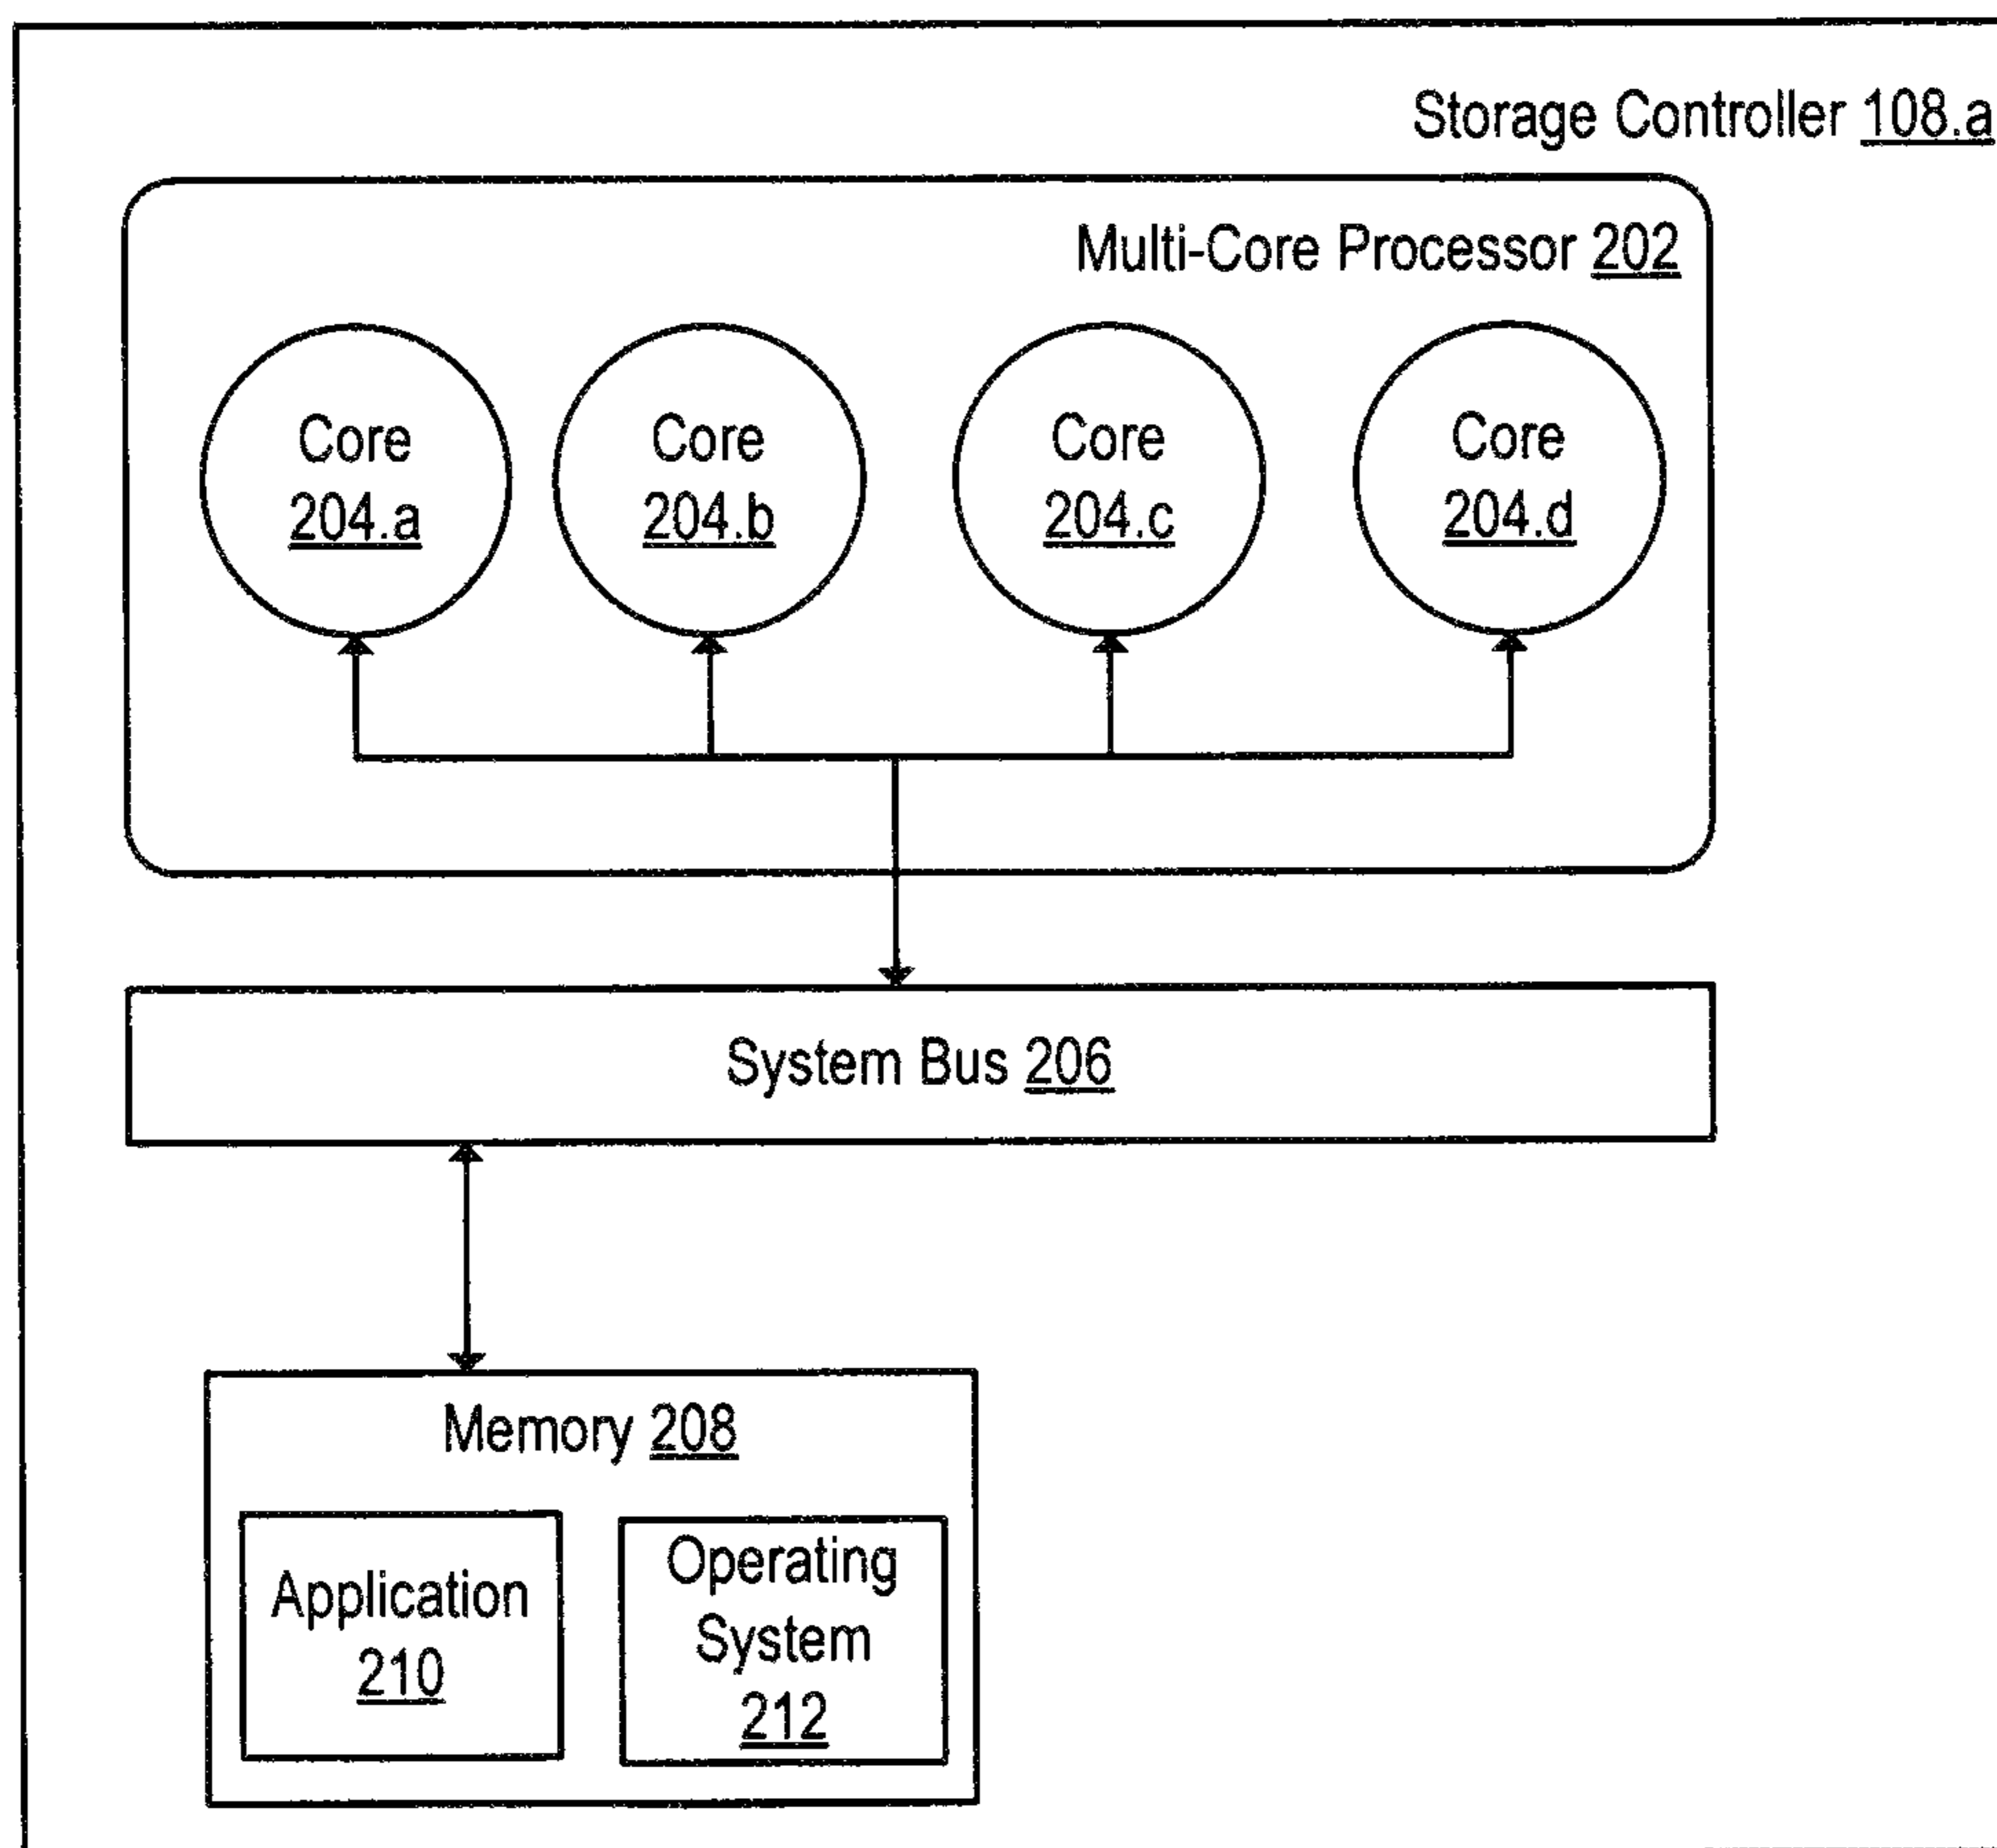 Storage Controller 108.a
Multi-Core Processor 202
Core
204.a
Core
204.b
Core
204.c
Core
204.d
System Bus 206
Memory 208
Application
210
Operating
System
212